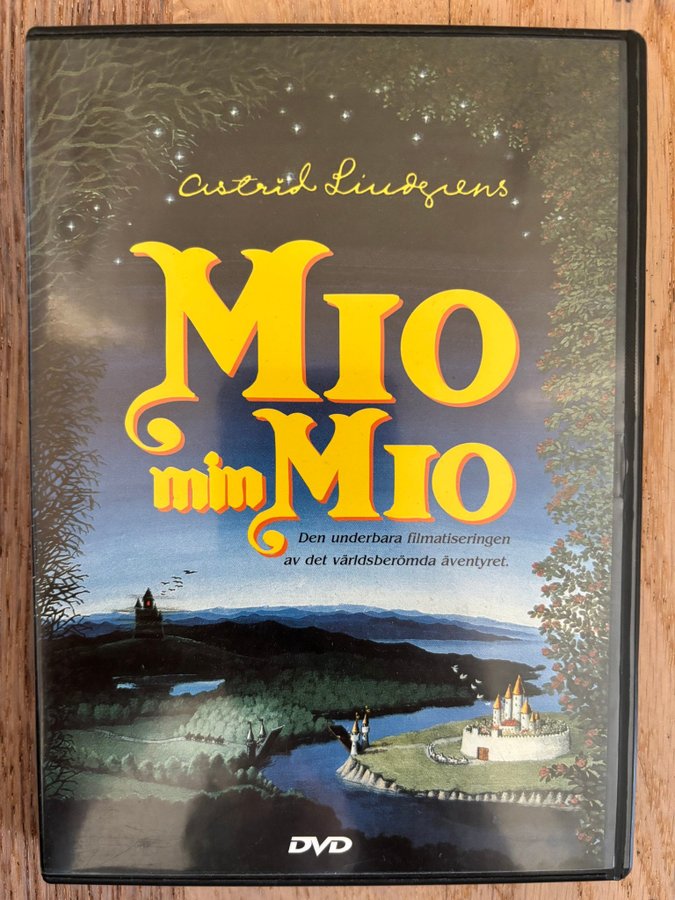 Astrid Lindgrens
MIO
min MIO
Den underbara filmatiseringen
av det världsberömda äventyret.
DVD